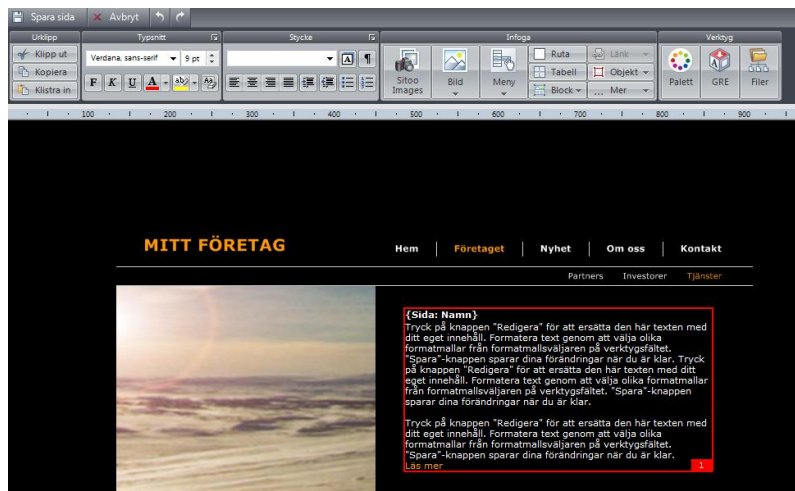 Spara sida Avbryt
Urklipp Typsnitt Stycke Infoga Verktyg
Klipp ut
Kopiera
Klistra in
Verdana, sans-serif 9 pt
F K U A ab
A ¶
Sitoo Images
Bild
Meny
Ruta Länk
Tabell Objekt
Block ... Mer
Palett GRE Filer
100 200 300 400 500 600 700 800 900
MITT FÖRETAG
Hem Företaget Nyhet Om oss Kontakt
Partners Investorer Tjänster
{Sida: Namn}
Tryck på knappen "Redigera" för att ersätta den här texten med
ditt eget innehåll. Formatera text genom att välja olika
formatmallar från formatmallsväljaren på verktygsfältet.
"Spara"-knappen sparar dina förändringar när du är klar. Tryck
på knappen "Redigera" för att ersätta den här texten med ditt
eget innehåll. Formatera text genom att välja olika formatmallar
från formatmallsväljaren på verktygsfältet. "Spara"-knappen
sparar dina förändringar när du är klar.
Tryck på knappen "Redigera" för att ersätta den här texten med
ditt eget innehåll. Formatera text genom att välja olika
formatmallar från formatmallsväljaren på verktygsfältet.
"Spara"-knappen sparar dina förändringar när du är klar.
Läs mer
1